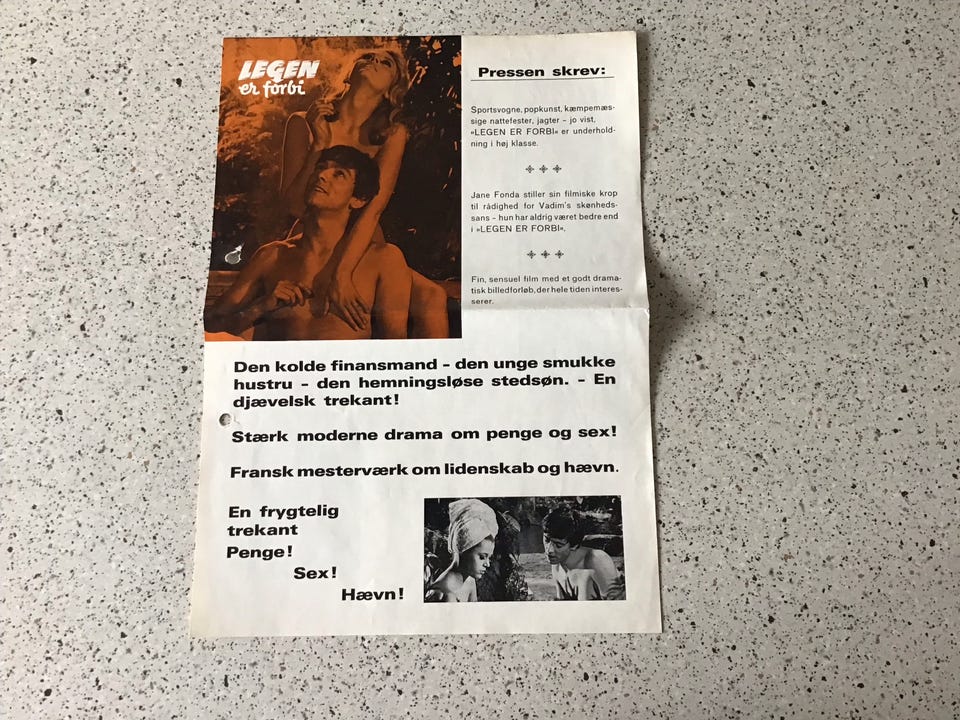 LEGEN
er forbi
Pressen skrev:
Sportsvogne, popkunst, kæmpemæs-
sige nattefester, jagter – jo vist,
»LEGEN ER FORBI« er underhold-
ning i høj klasse.
Jane Fonda stiller sin filmiske krop
til rådighed for Vadim's skønheds-
sans – hun har aldrig været bedre end
i »LEGEN ER FORBI«.
Fin, sensuel film med et godt drama-
tisk billedforløb, der hele tiden interes-
serer.
Den kolde finansmand – den unge smukke
hustru – den hemningsløse stedsøn. – En
djævelsk trekant!
Stærk moderne drama om penge og sex!
Fransk mesterværk om lidenskab og hævn.
En frygtelig
trekant
Penge!
Sex!
Hævn!